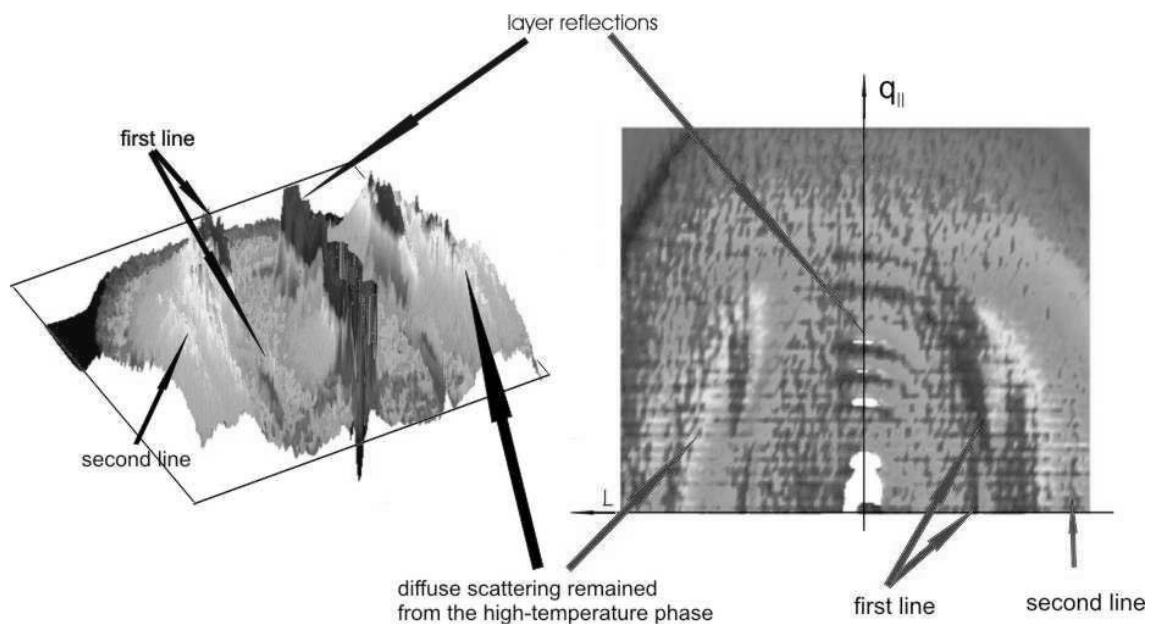 layer reflections
first line
q||
second line
L
diffuse scattering remained
from the high-temperature phase
first line
second line